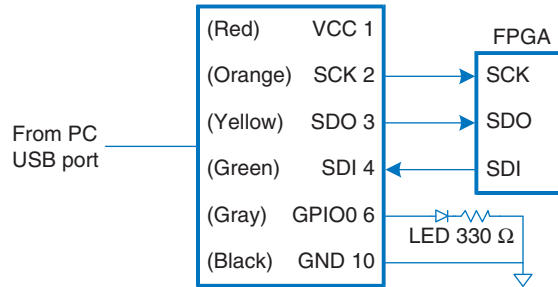 From PC
USB port
(Red) VCC 1
(Orange) SCK 2
(Yellow) SDO 3
(Green) SDI 4
(Gray) GPIO0 6
(Black) GND 10
FPGA
SCK
SDO
SDI
LED 330 Ω